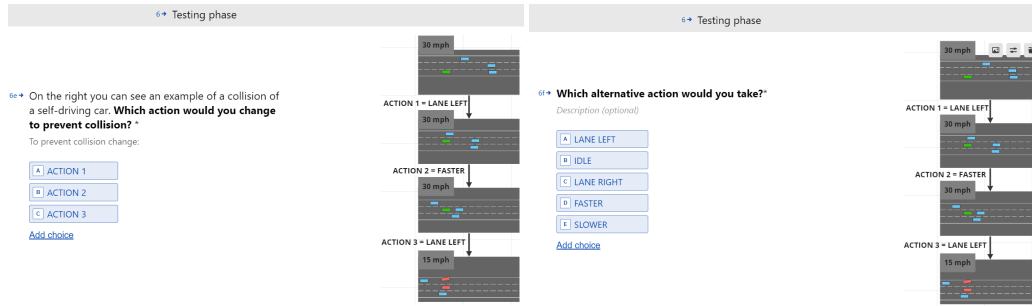 6→ Testing phase
6e→ On the right you can see an example of a collision of
a self-driving car. Which action would you change
to prevent collision? *
To prevent collision change:
A ACTION 1
B ACTION 2
C ACTION 3
Add choice
30 mph
ACTION 1 = LANE LEFT
30 mph
ACTION 2 = FASTER
30 mph
ACTION 3 = LANE LEFT
15 mph
6→ Testing phase
6f→ Which alternative action would you take?*
Description (optional)
A LANE LEFT
B IDLE
C LANE RIGHT
D FASTER
E SLOWER
Add choice
30 mph
ACTION 1 = LANE LEFT
30 mph
ACTION 2 = FASTER
30 mph
ACTION 3 = LANE LEFT
15 mph